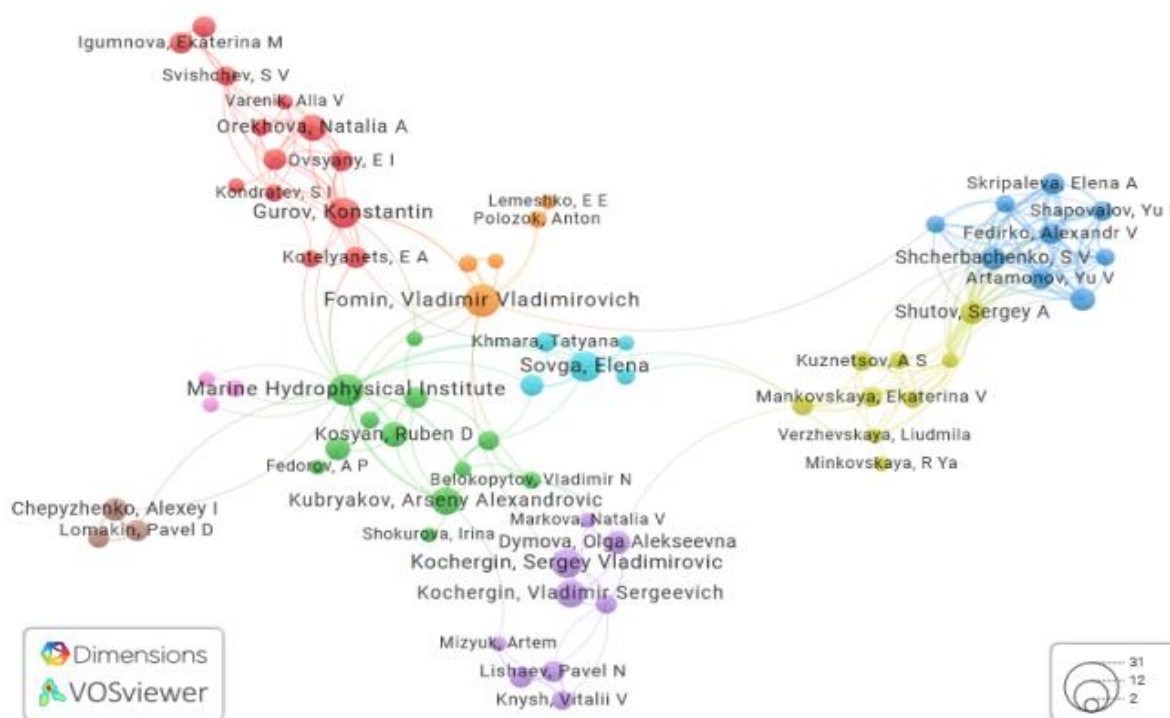 Igumnova, Ekaterina M
Svishchev, S V
Varenik, Alla V
Orekhova, Natalia A
Ovsyany, E I
Kondratev, S I
Gurov, Konstantin
Kotelyanets, E A
Lemeshko, E E
Polozok, Anton
Fomin, Vladimir Vladimirovich
Skripaleva, Elena A
Shapovalov, Yu
Fedirko, Alexandr V
Shcherbachenko, S V
Artamonov, Yu V
Shutov, Sergey A
Khmara, Tatyana
Sovga, Elena
Kuznetsov, A S
Marine Hydrophysical Institute
Mankovskaya, Ekaterina V
Kosyan, Ruben D
Verzhevskaya, Liudmila
Minkovskaya, R Ya
Fedorov, A P
Belokopytov, Vladimir N
Kubryakov, Arseny Alexandrovic
Chepyzhenko, Alexey I
Lomakin, Pavel D
Shokurova, Irina
Markova, Natalia V
Dymova, Olga Alekseevna
Kochergin, Sergey Vladimirovic
Kochergin, Vladimir Sergeevich
Mizyuk, Artem
Lishaev, Pavel N
Knysh, Vitalii V
Dimensions
VOSviewer
31
12
2